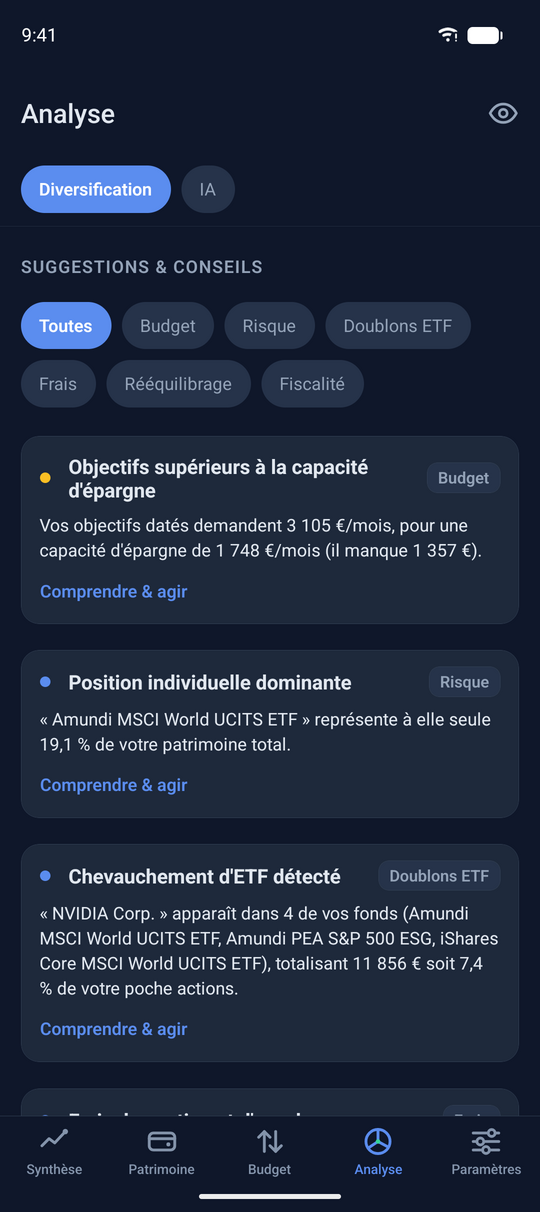 9:41
Analyse
Diversification
IA
SUGGESTIONS & CONSEILS
Toutes
Budget
Risque
Doublons ETF
Frais
Rééquilibrage
Fiscalité
Objectifs supérieurs à la capacité
d'épargne
Budget
Vos objectifs datés demandent 3 105 €/mois, pour une
capacité d'épargne de 1 748 €/mois (il manque 1 357 €).
Comprendre & agir
Position individuelle dominante
Risque
« Amundi MSCI World UCITS ETF » représente à elle seule
19,1 % de votre patrimoine total.
Comprendre & agir
Chevauchement d'ETF détecté
Doublons ETF
« NVIDIA Corp. » apparaît dans 4 de vos fonds (Amundi
MSCI World UCITS ETF, Amundi PEA S&P 500 ESG, iShares
Core MSCI World UCITS ETF), totalisant 11 856 € soit 7,4
% de votre poche actions.
Comprendre & agir
Synthèse
Patrimoine
Budget
Analyse
Paramètres